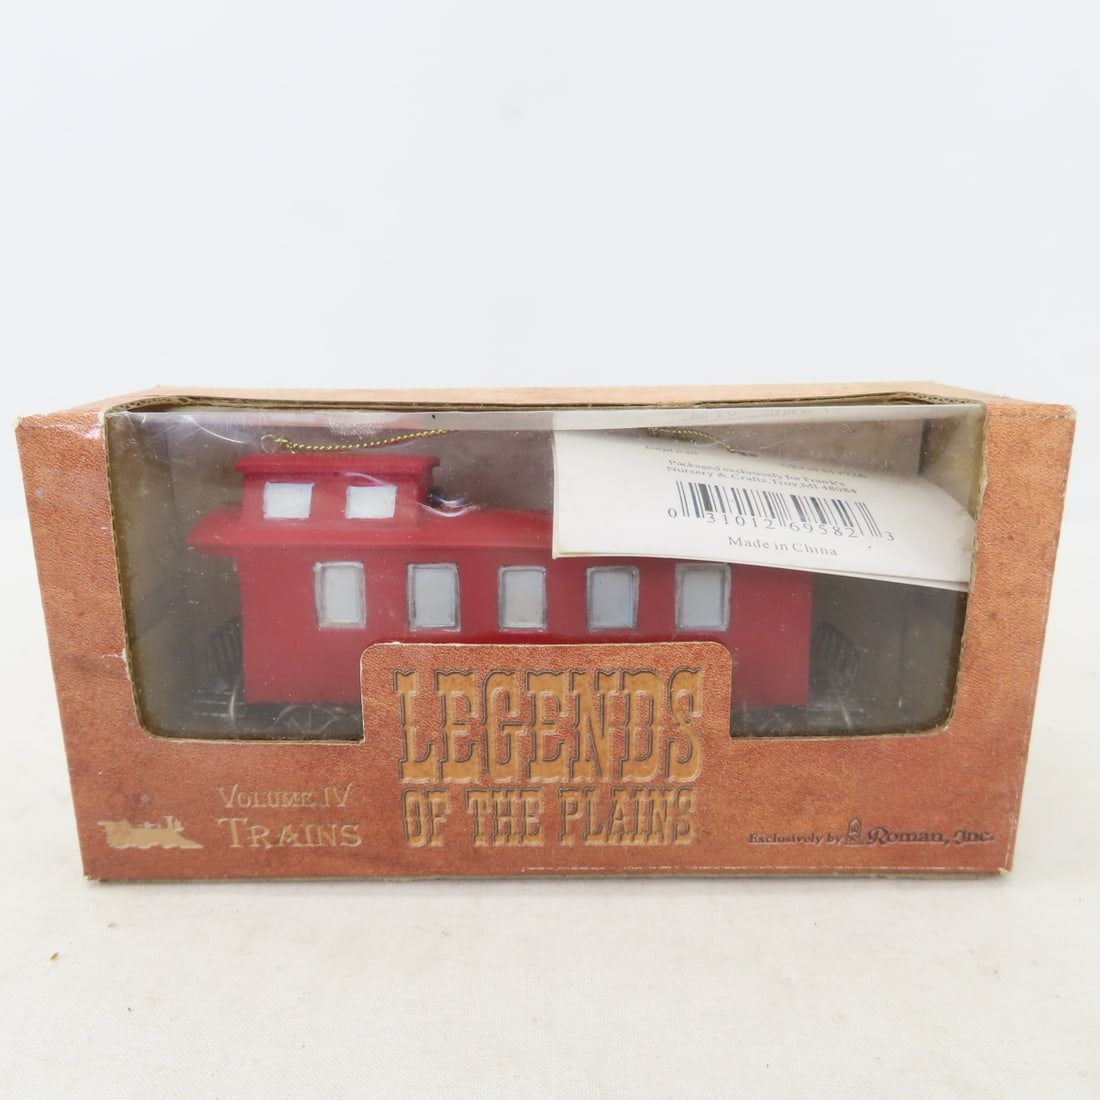 Packaged exclusively for Frank's
Nursery & Crafts, Troy, MI 48084
0 31012 69582 3
Made in China
LEGENDS
OF THE PLAINS
VOLUME IV
TRAINS
Exclusively by Roman, Inc.